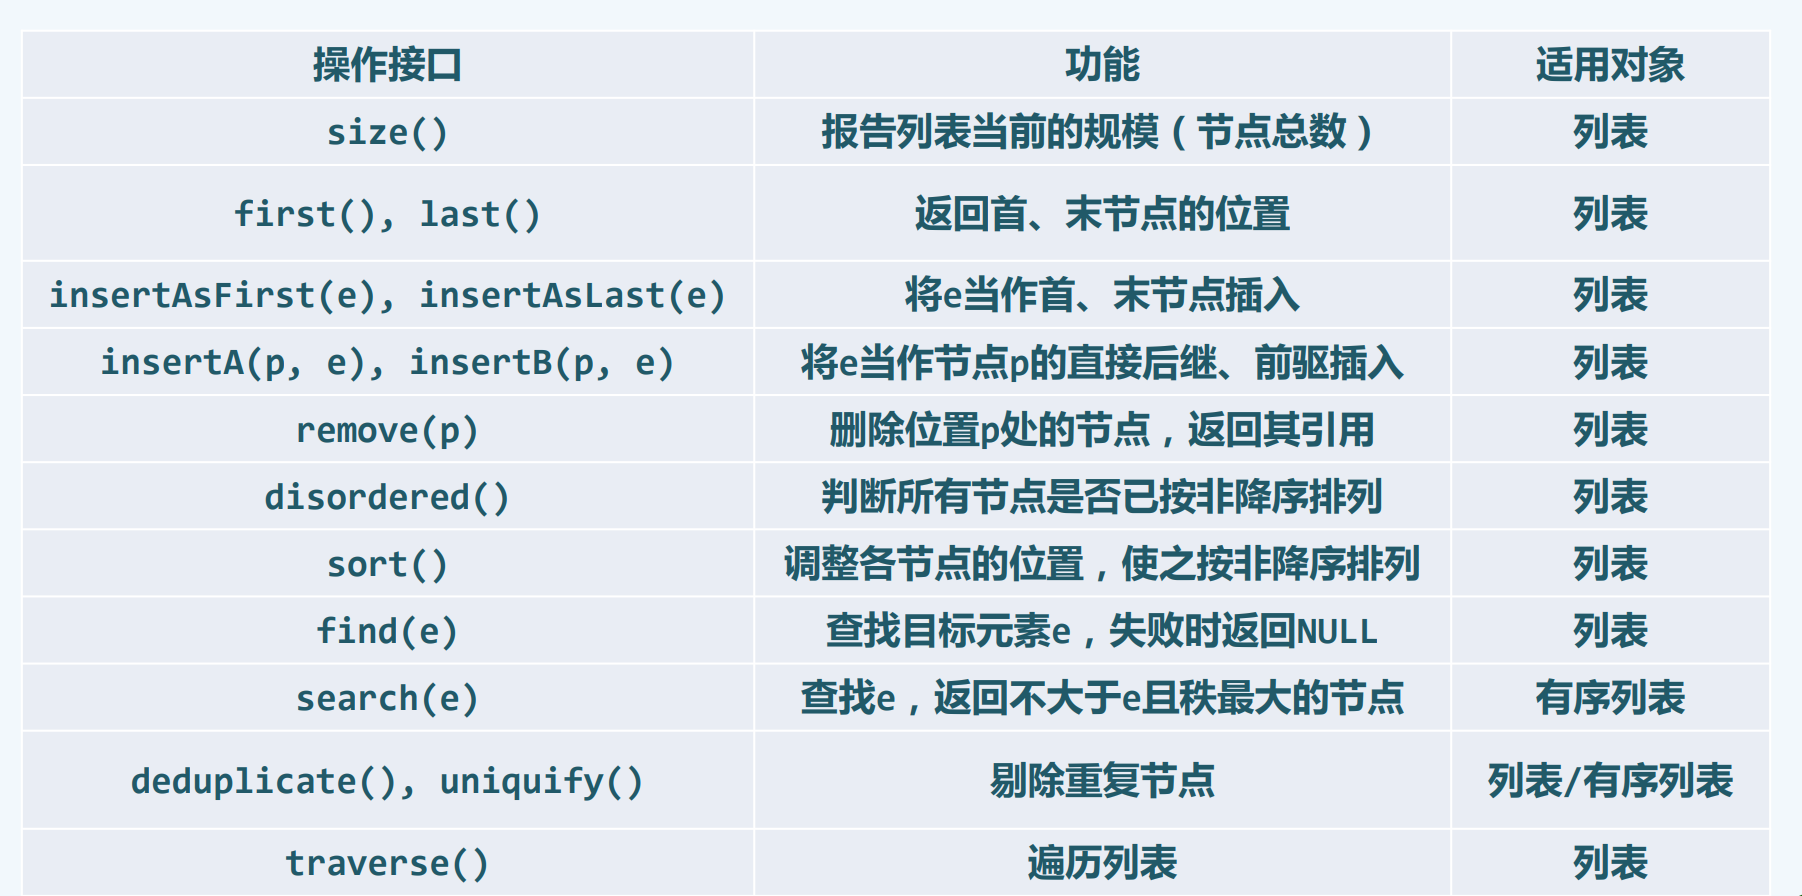 操作接口 功能 适用对象
size() 报告列表当前的规模（节点总数） 列表
first(), last() 返回首、末节点的位置 列表
insertAsFirst(e), insertAsLast(e) 将e当作首、末节点插入 列表
insertA(p, e), insertB(p, e) 将e当作节点p的直接后继、前驱插入 列表
remove(p) 删除位置p处的节点，返回其引用 列表
disordered() 判断所有节点是否已按非降序排列 列表
sort() 调整各节点的位置，使之按非降序排列 列表
find(e) 查找目标元素e，失败时返回NULL 列表
search(e) 查找e，返回不大于e且秩最大的节点 有序列表
deduplicate(), uniquify() 剔除重复节点 列表/有序列表
traverse() 遍历列表 列表